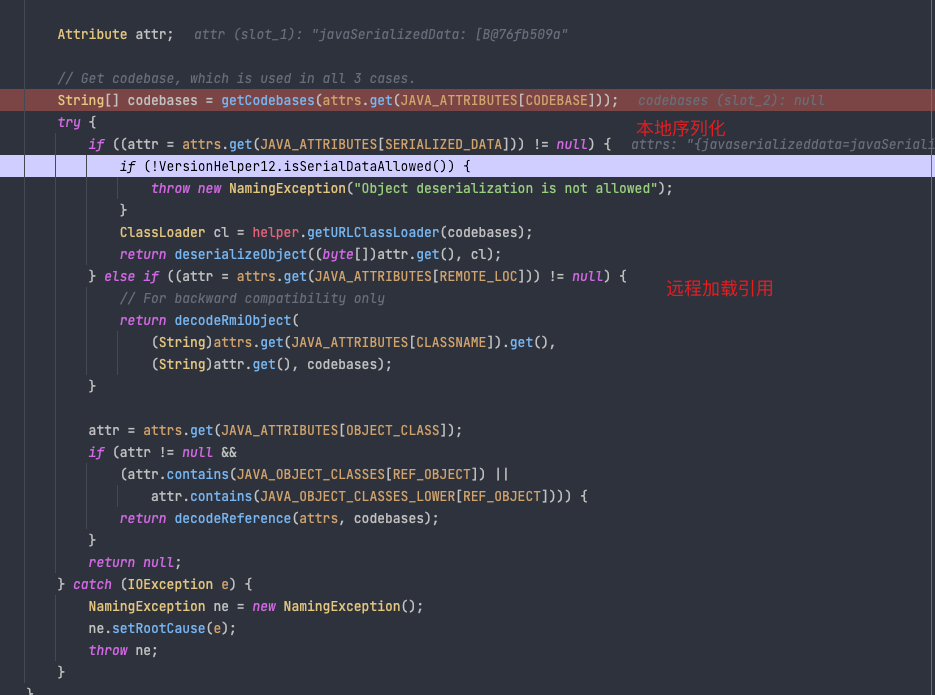 Attribute attr;   attr (slot_1): "javaSerializedData: [B@76fb509a"
// Get codebase, which is used in all 3 cases.
String[] codebases = getCodebases(attrs.get(JAVA_ATTRIBUTES[CODEBASE]));   codebases (slot_2): null
try {
本地序列化
if ((attr = attrs.get(JAVA_ATTRIBUTES[SERIALIZED_DATA])) != null) {   attrs: "{javaserializeddata=javaSeriali
if (!VersionHelper12.isSerialDataAllowed()) {
throw new NamingException("Object deserialization is not allowed");
}
ClassLoader cl = helper.getURLClassLoader(codebases);
return deserializeObject((byte[])attr.get(), cl);
} else if ((attr = attrs.get(JAVA_ATTRIBUTES[REMOTE_LOC])) != null) {
远程加载引用
// For backward compatibility only
return decodeRmiObject(
(String)attrs.get(JAVA_ATTRIBUTES[CLASSNAME]).get(),
(String)attr.get(), codebases);
}
attr = attrs.get(JAVA_ATTRIBUTES[OBJECT_CLASS]);
if (attr != null &&
(attr.contains(JAVA_OBJECT_CLASSES[REF_OBJECT]) ||
attr.contains(JAVA_OBJECT_CLASSES_LOWER[REF_OBJECT]))) {
return decodeReference(attrs, codebases);
}
return null;
} catch (IOException e) {
NamingException ne = new NamingException();
ne.setRootCause(e);
throw ne;
}
}